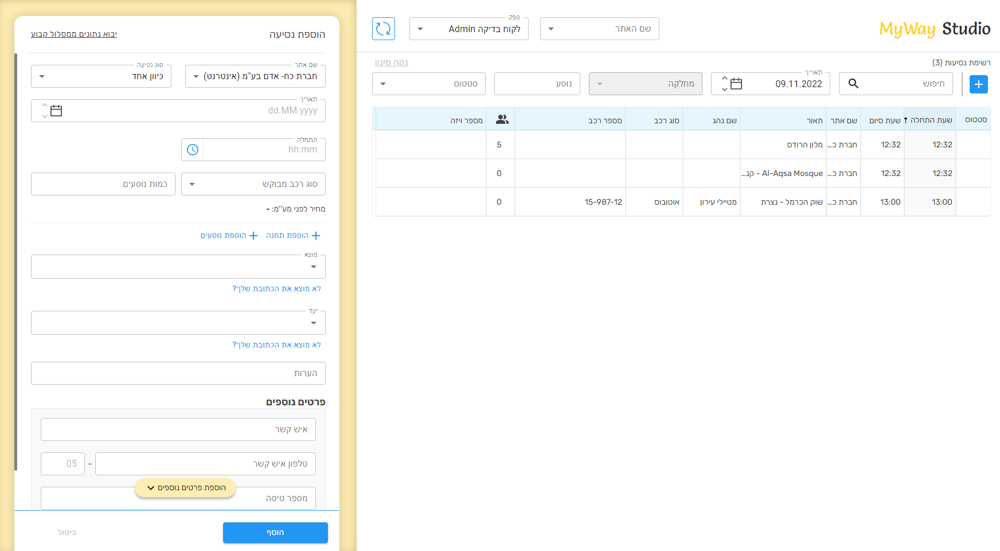 MyWay Studio
שם האתר
ספק
לקוח בדיקה Admin
רשימת נסיעות (3)
נקה סינון
חיפוש
תאריך
09.11.2022
מחלקה
נוסע
סטטוס
סטטוס שעת התחלה שעת סיום שם אתר תאור שם נהג סוג רכב מספר רכב מספר ויזה
12:32 12:32 חברת כ... מלון הרודס 5
12:32 12:32 חברת כ... Al-Aqsa Mosque - קנ... 0
13:00 13:00 חברת כ... שוק הכרמל - נצרת מטיילי עירון אוטובוס 15-987-12 0
הוספת נסיעה
יבוא נתונים ממסלול קבוע
שם אתר
חברת כח- אדם בע"מ (אינטרנט)
סוג נסיעה
כיוון אחד
תאריך
dd.MM.yyyy
התחלה
hh:mm
סוג רכב מבוקש
כמות נוסעים
מחיר לפני מע''מ: -
הוספת תחנה
הוספת נוסעים
מוצא
לא מוצא את הכתובת שלך?
יעד
לא מוצא את הכתובת שלך?
הערות
פרטים נוספים
איש קשר
טלפון איש קשר - 05
הוספת פרטים נוספים
מספר טיסה
הוסף
ביטול